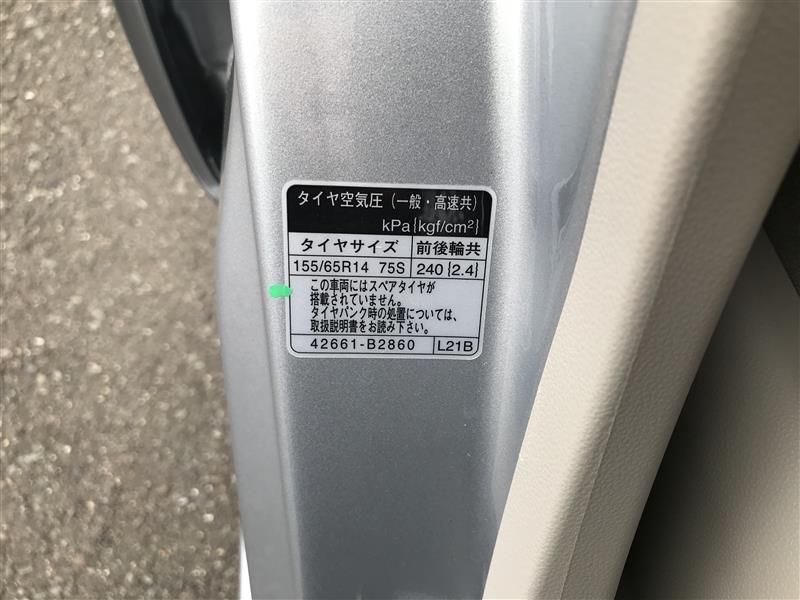 タイヤ空気圧（一般・高速共）
kPa{kgf/cm²}
タイヤサイズ 前後輪共
155/65R14 75S 240{2.4}
この車両にはスペアタイヤが
搭載されていません。
タイヤパンク時の処置については、
取扱説明書をお読み下さい。
42661-B2860 L21B